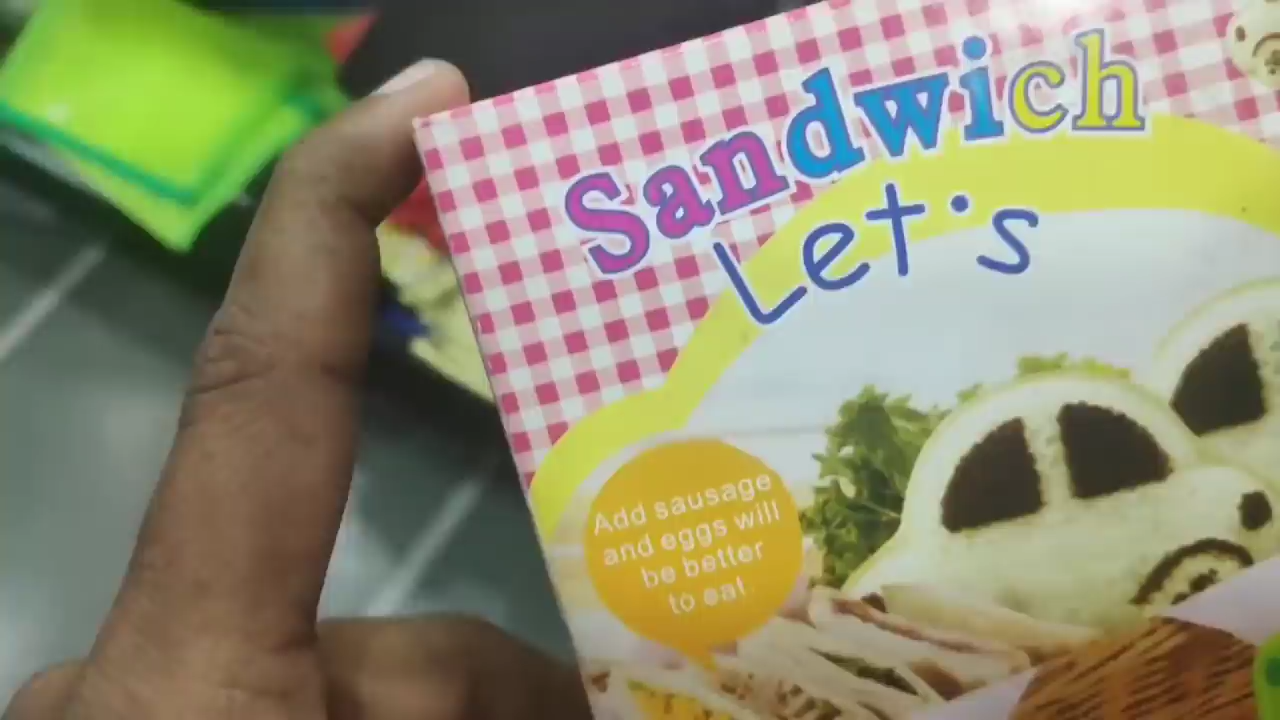 Sandwich
Let's
Add sausage
and eggs will
be better
to eat